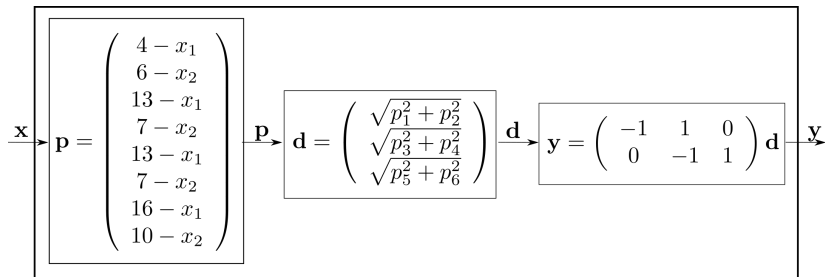 x
p = ( 4 − x₁
6 − x₂
13 − x₁
7 − x₂
13 − x₁
7 − x₂
16 − x₁
10 − x₂ )
p
d = ( √(p₁² + p₂²)
√(p₃² + p₄²)
√(p₅² + p₆²) )
d
y = ( −1 1 0
0 −1 1 ) d
y